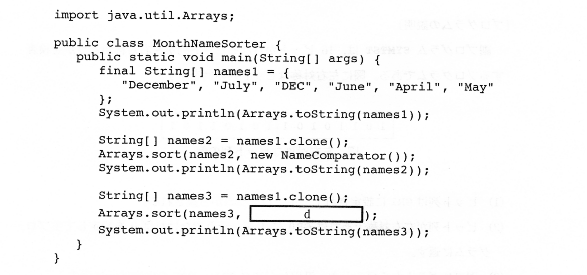 import java.util.Arrays;
public class MonthNameSorter {
public static void main(String[] args) {
final String[] names1 = {
"December", "July", "DEC", "June", "April", "May"
};
System.out.println(Arrays.toString(names1));
String[] names2 = names1.clone();
Arrays.sort(names2, new NameComparator());
System.out.println(Arrays.toString(names2));
String[] names3 = names1.clone();
Arrays.sort(names3, d );
System.out.println(Arrays.toString(names3));
}
}